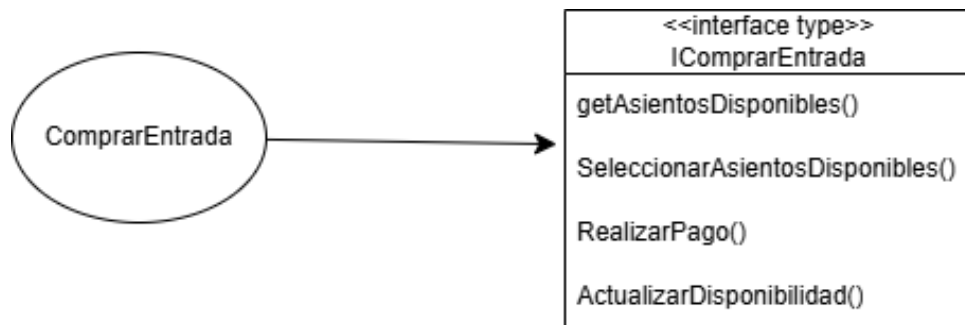 ComprarEntrada
<<interface type>>
IComprarEntrada
getAsientosDisponibles()
SeleccionarAsientosDisponibles()
RealizarPago()
ActualizarDisponibilidad()